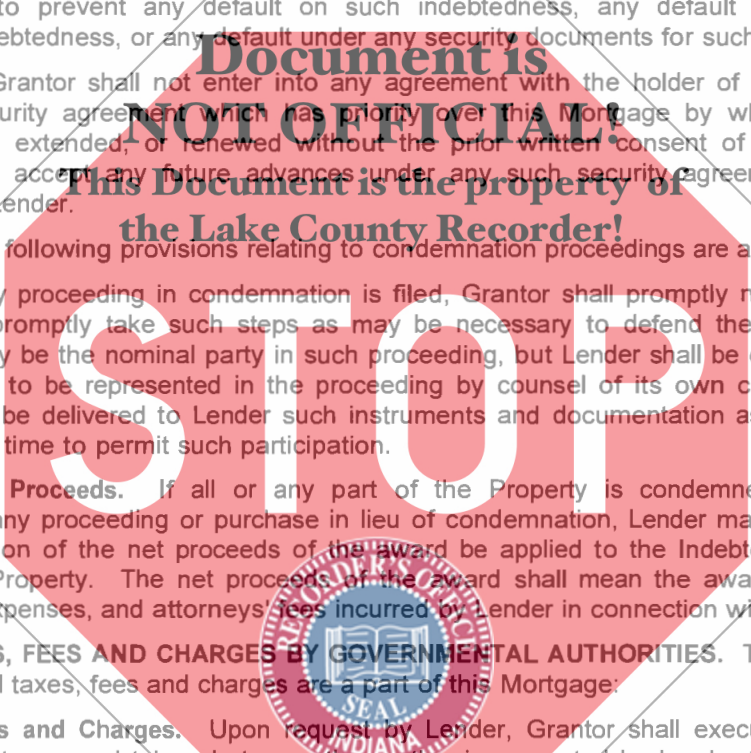 to prevent any default on such indebtedness, any default
ebtedness, or any default under any security documents for such
Document is
Grantor shall not enter into any agreement with the holder of
urity agreement which has priority over this Mortgage by
NOT OFFICIAL!
extended, or renewed without the prior written consent of
accept any future advances under any such security agreer
This Document is the property of
ender.
the Lake County Recorder!
following provisions relating to condemnation proceedings are a
y proceeding in condemnation is filed, Grantor shall promptly
promptly take such steps as may be necessary to defend the
y be the nominal party in such proceeding, but Lender shall be
to be represented in the proceeding by counsel of its own c
be delivered to Lender such instruments and documentation as
time to permit such participation.
STOP
Proceeds. If all or any part of the Property is condemne
any proceeding or purchase in lieu of condemnation, Lender ma
on of the net proceeds of the award be applied to the Indebt
Property. The net proceeds of the award shall mean the awa
xpenses, and attorneys' fees incurred by Lender in connection wi
S, FEES AND CHARGES BY GOVERNMENTAL AUTHORITIES. T
l taxes, fees and charges are a part of this Mortgage:
s and Charges. Upon request by Lender, Grantor shall exec
RECORDER'S OFFICE
SEAL
INDIANA